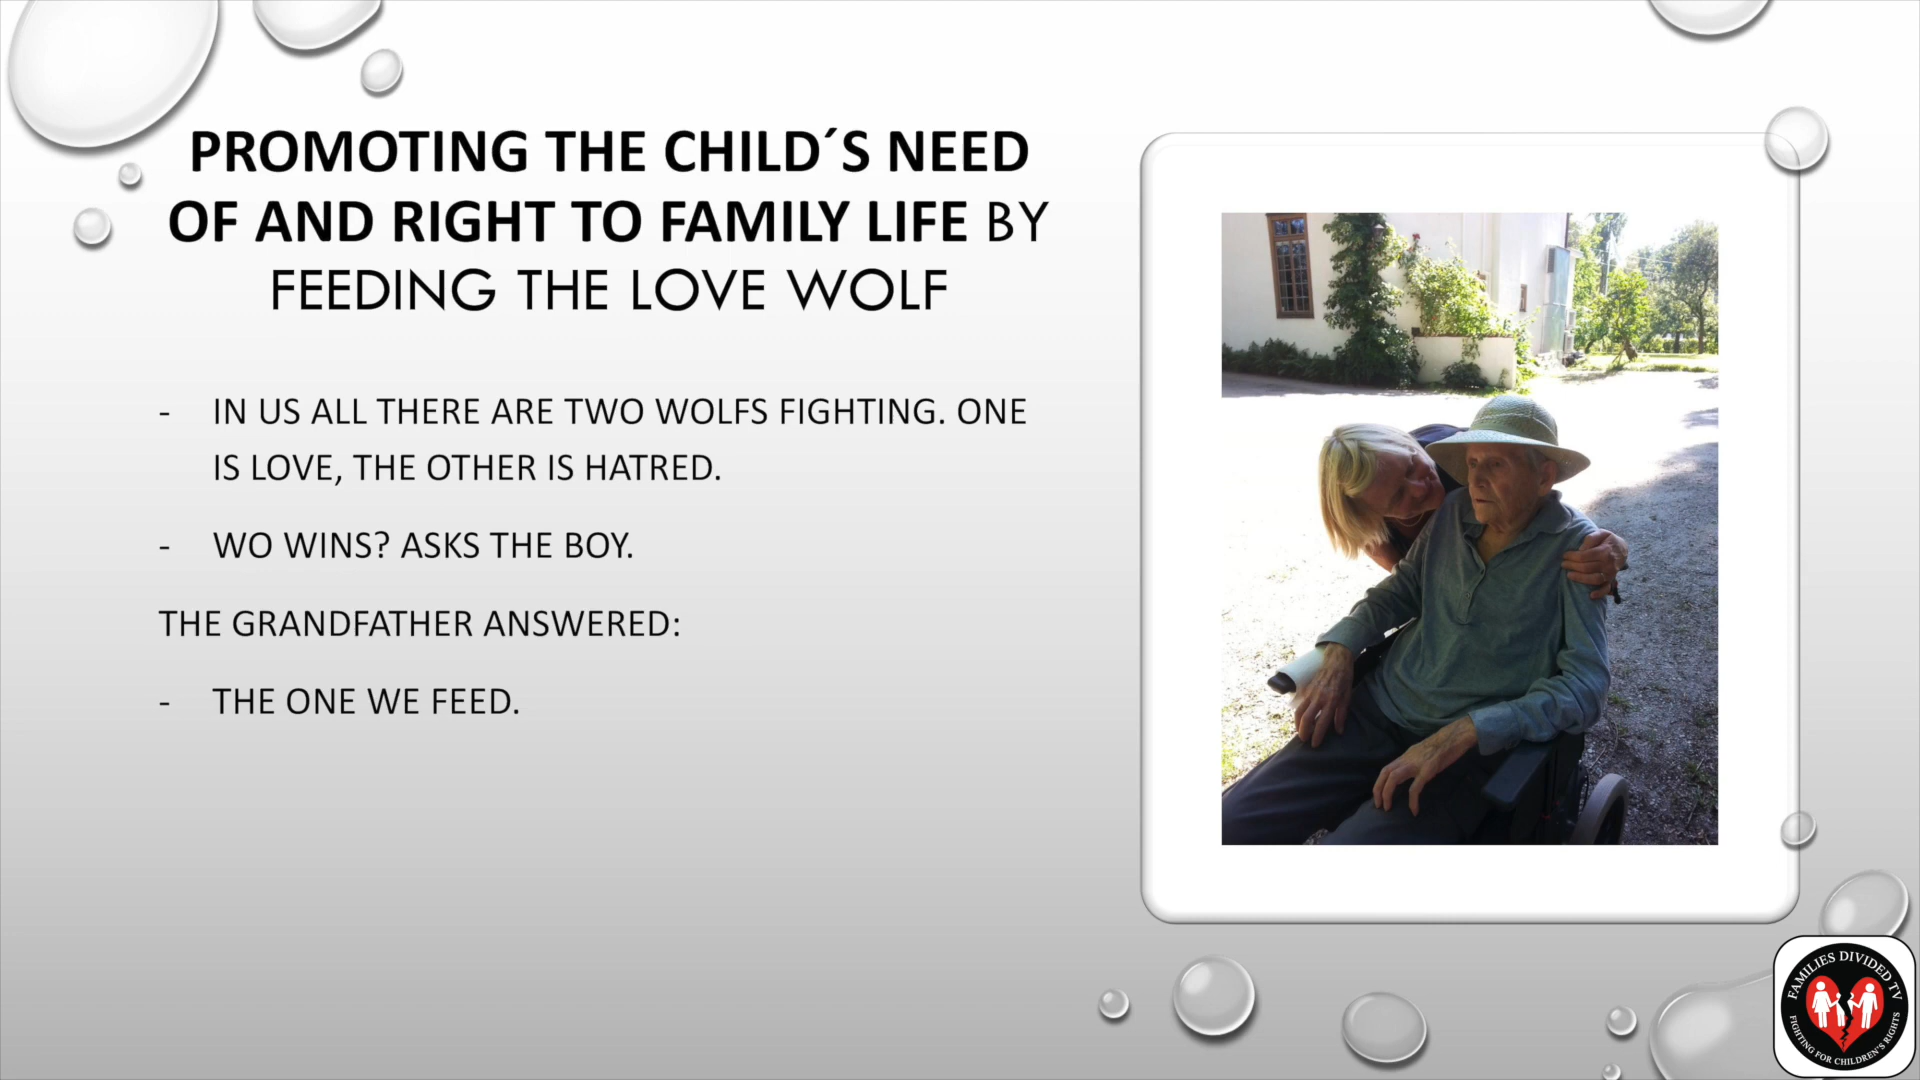 PROMOTING THE CHILD´S NEED
OF AND RIGHT TO FAMILY LIFE BY
FEEDING THE LOVE WOLF
- IN US ALL THERE ARE TWO WOLFS FIGHTING. ONE
IS LOVE, THE OTHER IS HATRED.
- WO WINS? ASKS THE BOY.
THE GRANDFATHER ANSWERED:
- THE ONE WE FEED.
FAMILIES DIVIDED TV
FIGHTING FOR CHILDREN'S RIGHTS